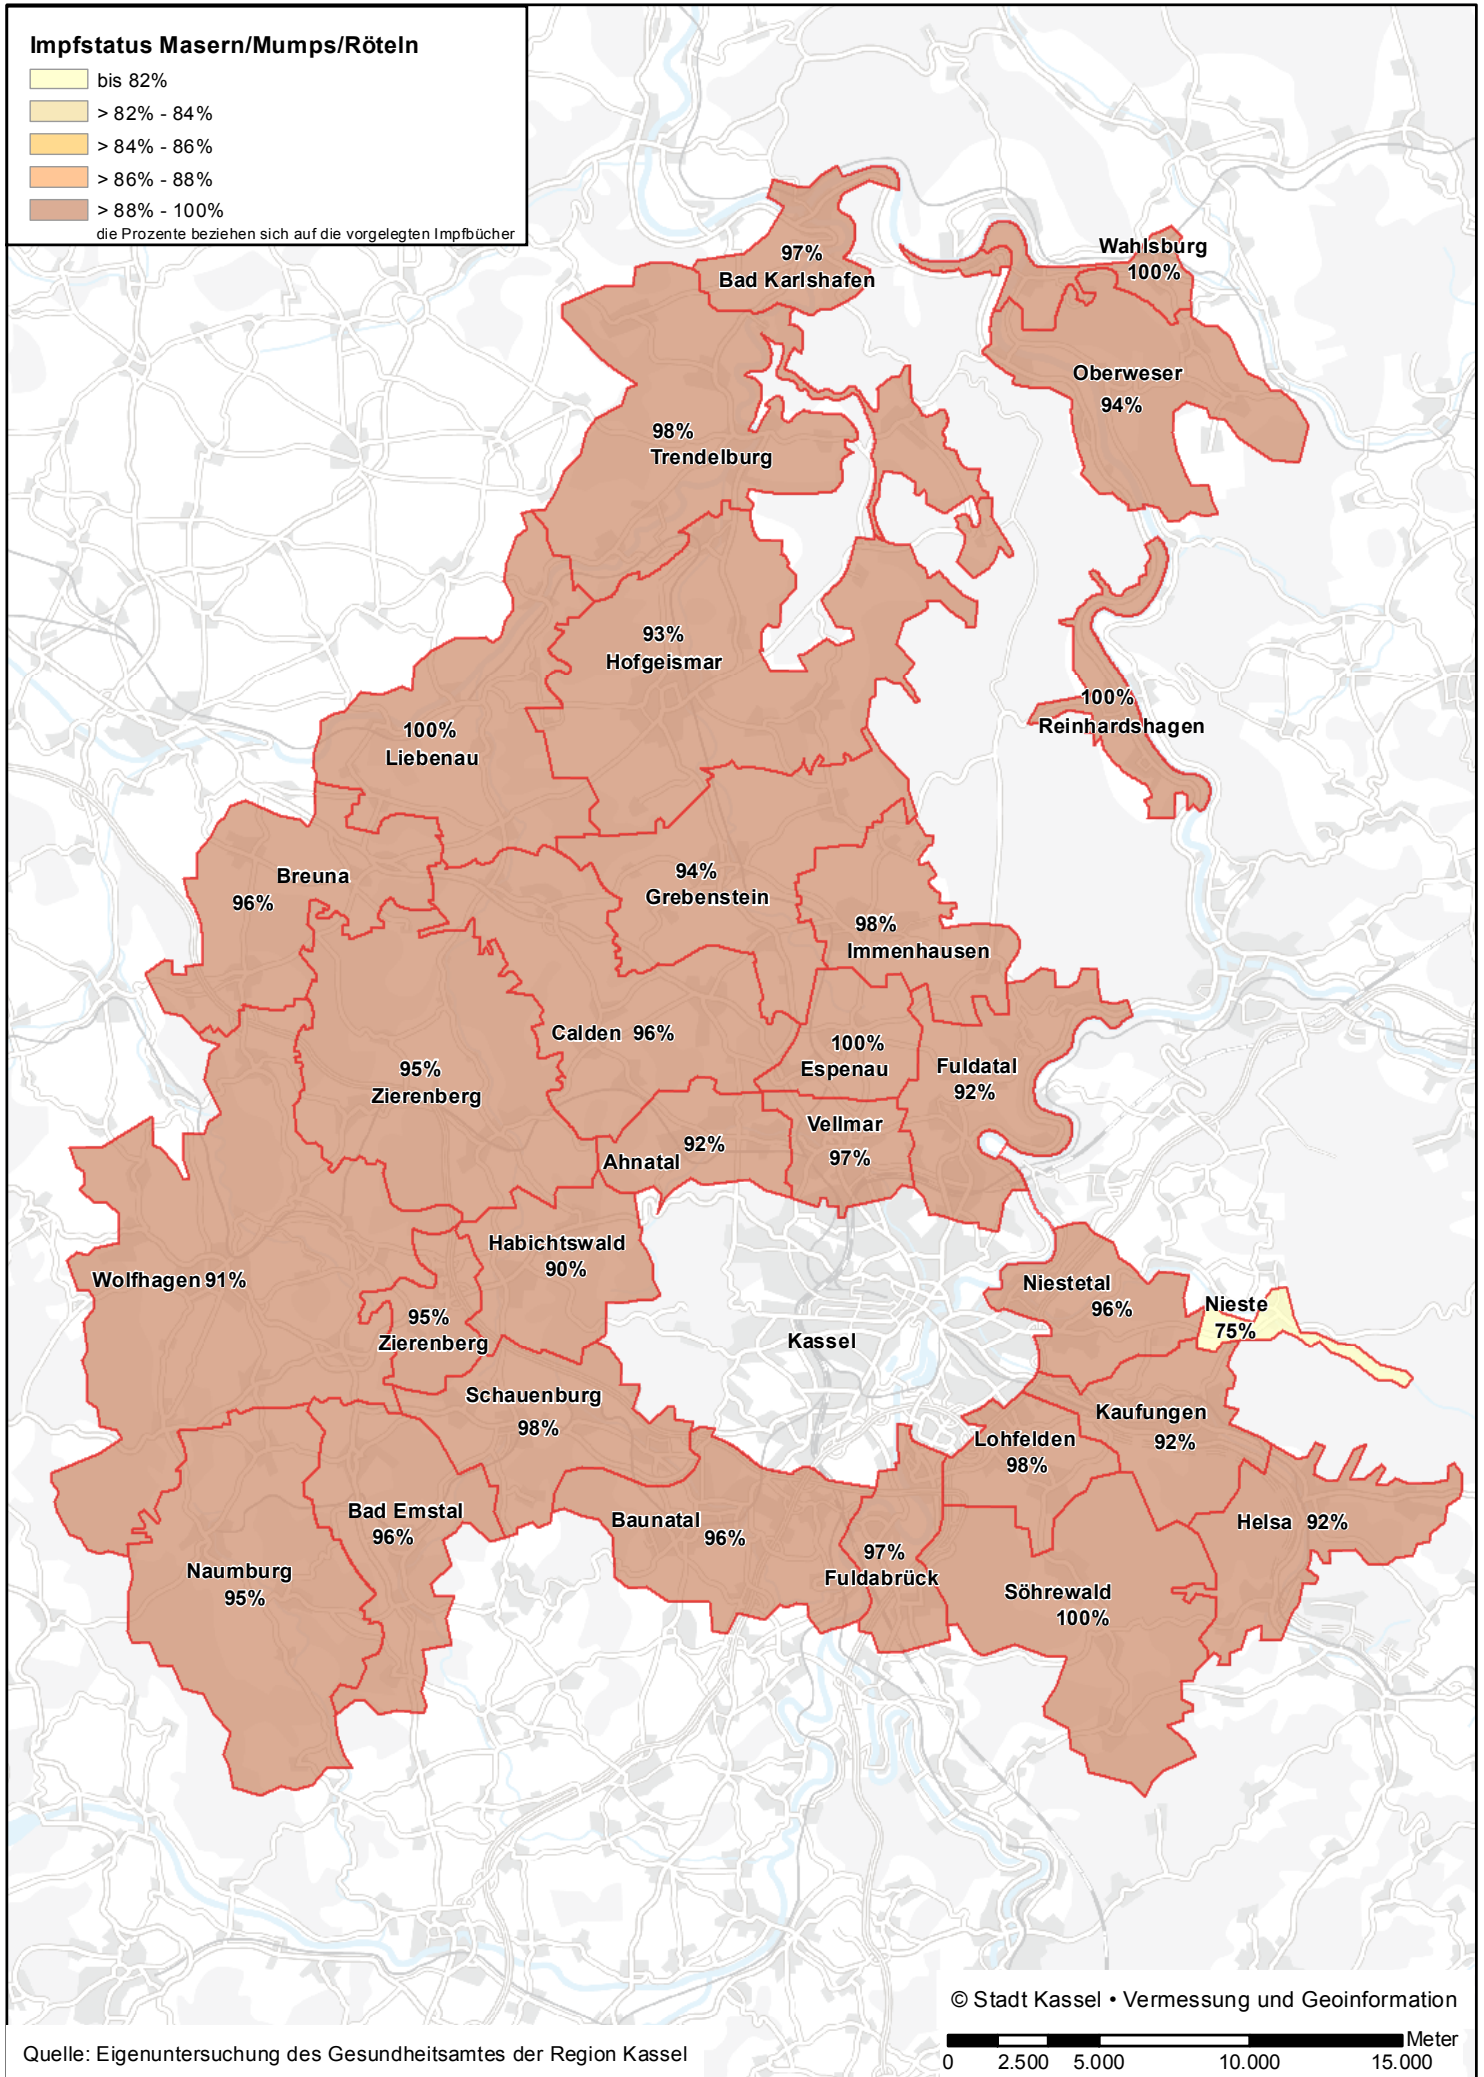 Impfstatus Masern/Mumps/Röteln
bis 82%
> 82% - 84%
> 84% - 86%
> 86% - 88%
> 88% - 100%
die Prozente beziehen sich auf die vorgelegten Impfbücher
97%
Bad Karlshafen
Wahlsburg
100%
Oberweser
94%
98%
Trendelburg
93%
Hofgeismar
100%
Reinhardshagen
100%
Liebenau
Breuna
96%
94%
Grebenstein
98%
Immenhausen
Calden 96%
100%
Espenau
Fuldatal
92%
95%
Zierenberg
Vellmar
97%
92%
Ahnatal
Habichtswald
90%
Wolfhagen 91%
95%
Zierenberg
Niestetal
96%
Nieste
75%
Kassel
Schauenburg
98%
Kaufungen
92%
Lohfelden
98%
Bad Emstal
96%
Baunatal
96%
Helsa 92%
97%
Fuldabrück
Naumburg
95%
Söhrewald
100%
© Stadt Kassel • Vermessung und Geoinformation
Meter
0 2.500 5.000 10.000 15.000
Quelle: Eigenuntersuchung des Gesundheitsamtes der Region Kassel